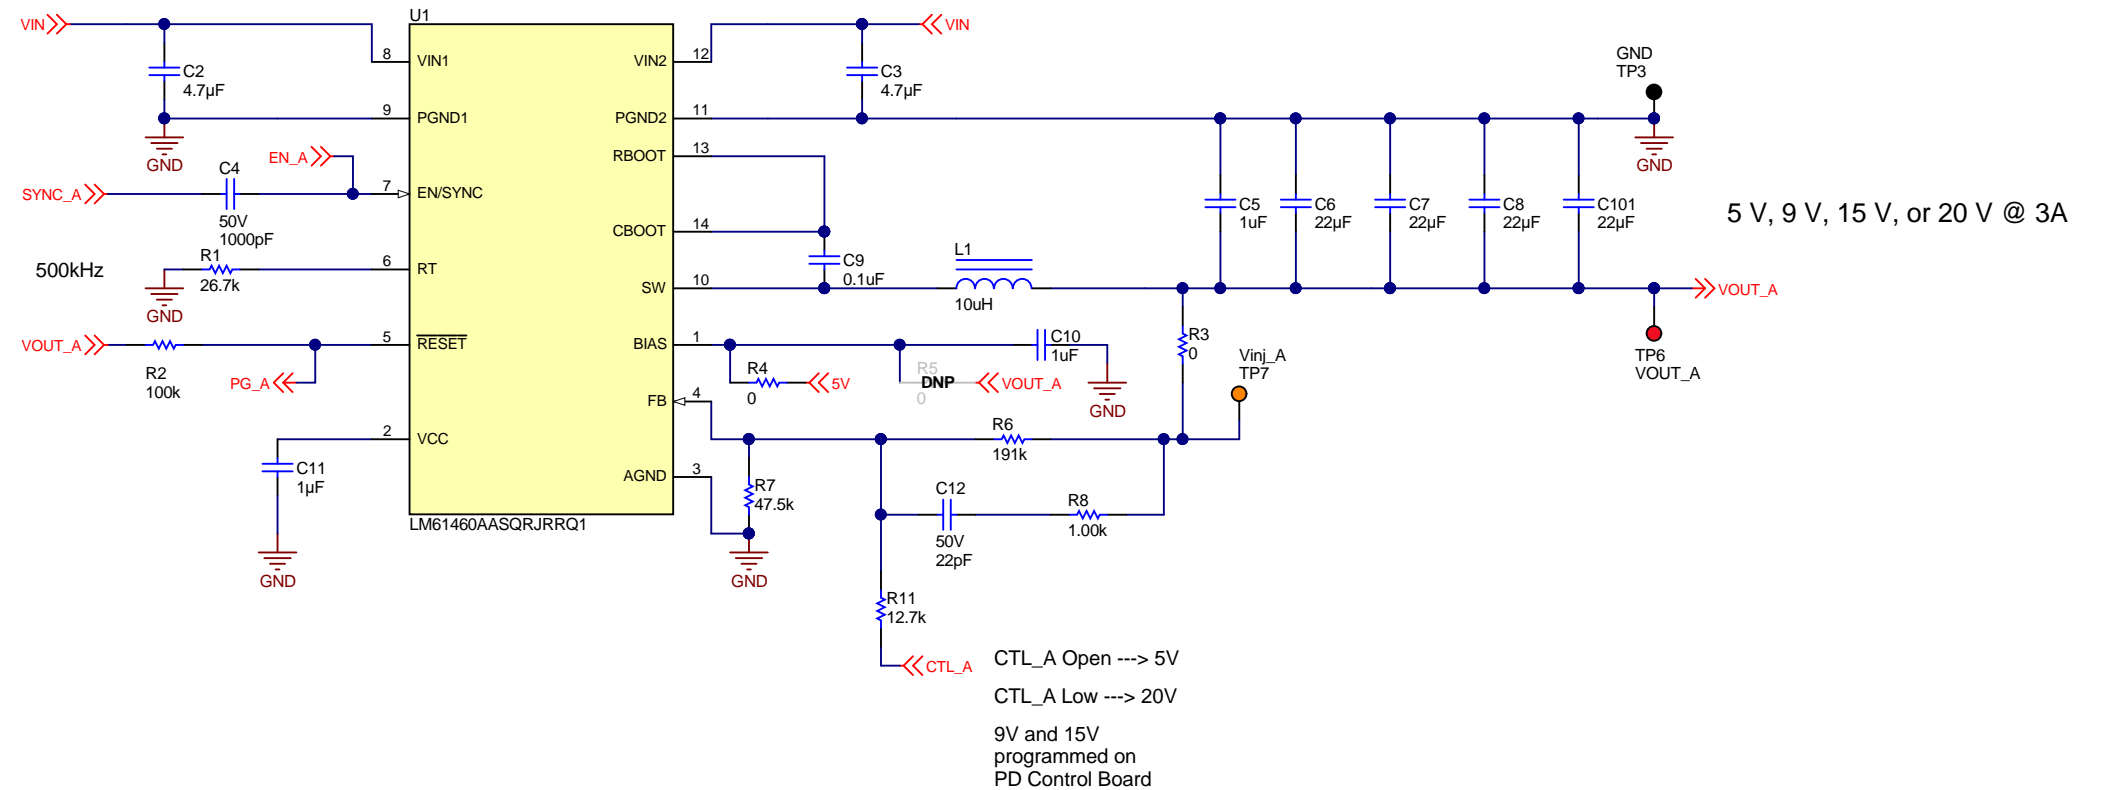 U1
VIN
VIN
8
VIN1
VIN2
12
C2
4.7µF
C3
4.7µF
GND
TP3
9
PGND1
PGND2
11
GND
EN_A
RBOOT
13
GND
C4
SYNC_A
7
EN/SYNC
50V
1000pF
C5
1uF
C6
22µF
C7
22µF
C8
22µF
C101
22µF
5 V, 9 V, 15 V, or 20 V @ 3A
CBOOT
14
R1
26.7k
500kHz
6
RT
C9
0.1uF
L1
10uH
SW
10
VOUT_A
GND
VOUT_A
5
RESET
BIAS
1
C10
1uF
R3
0
Vinj_A
TP7
TP6
VOUT_A
R2
100k
PG_A
R4
0
5V
R5
DNP
0
VOUT_A
GND
FB
4
2
VCC
R6
191k
C11
1µF
AGND
3
R7
47.5k
C12
50V
22pF
R8
1.00k
LM61460AASQRJRRQ1
GND
GND
R11
12.7k
CTL_A
CTL_A Open ---> 5V
CTL_A Low ---> 20V
9V and 15V
programmed on
PD Control Board